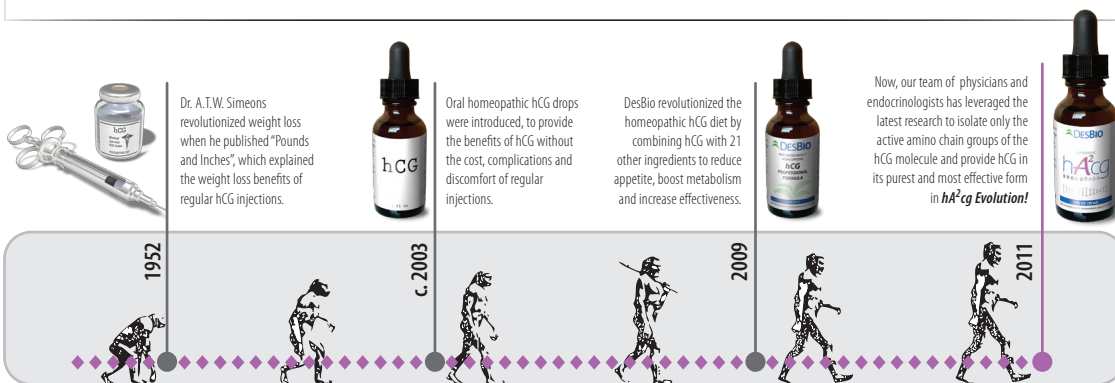 Dr. A.T.W. Simeons
revolutionized weight loss
when he published “Pounds
and Inches”, which explained
the weight loss benefits of
regular hCG injections.
Oral homeopathic hCG drops
were introduced, to provide
the benefits of hCG without
the cost, complications and
discomfort of regular
injections.
DesBio revolutionized the
homeopathic hCG diet by
combining hCG with 21
other ingredients to reduce
appetite, boost metabolism
and increase effectiveness.
Now, our team of physicians and
endocrinologists has leveraged the
latest research to isolate only the
active amino chain groups of the
hCG molecule and provide hCG in
its purest and most effective form
in hA²cg Evolution!
hCG
hCG
DESBIO
hCG
PROFESSIONAL
FORMULA
DESBIO
hA²cg
1952
c. 2003
2009
2011